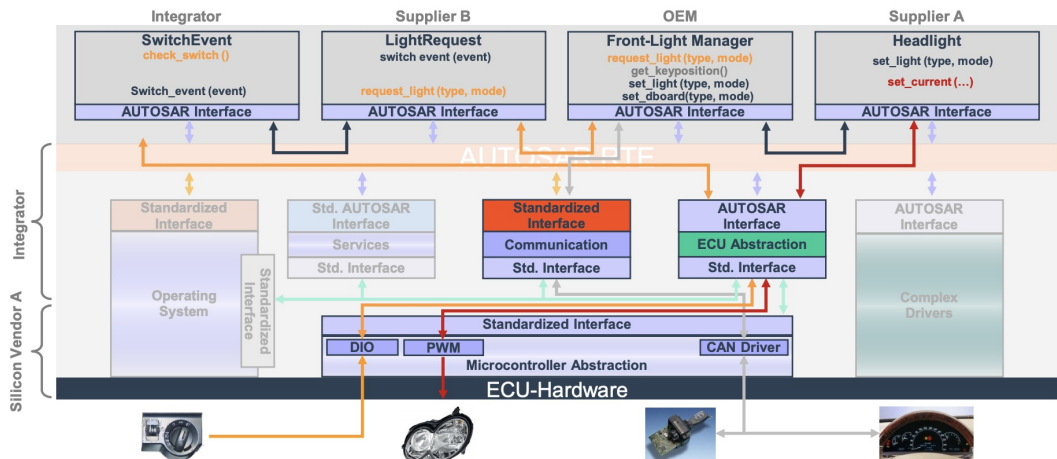 Integrator
Supplier B
OEM
Supplier A
SwitchEvent
check_switch ()
Switch_event (event)
AUTOSAR Interface
LightRequest
switch event (event)
request_light (type, mode)
AUTOSAR Interface
Front-Light Manager
request_light (type, mode)
get_keyposition()
set_light (type, mode)
set_dboard(type, mode)
AUTOSAR Interface
Headlight
set_light (type, mode)
set_current (...)
AUTOSAR Interface
AUTOSAR RTE
Integrator
Standardized
Interface
Operating
System
Standardized
Interface
Std. AUTOSAR
Interface
Services
Std. Interface
Standardized
Interface
Communication
Std. Interface
AUTOSAR
Interface
ECU Abstraction
Std. Interface
AUTOSAR
Interface
Complex
Drivers
Silicon Vendor A
Standardized Interface
DIO
PWM
CAN Driver
Microcontroller Abstraction
ECU-Hardware